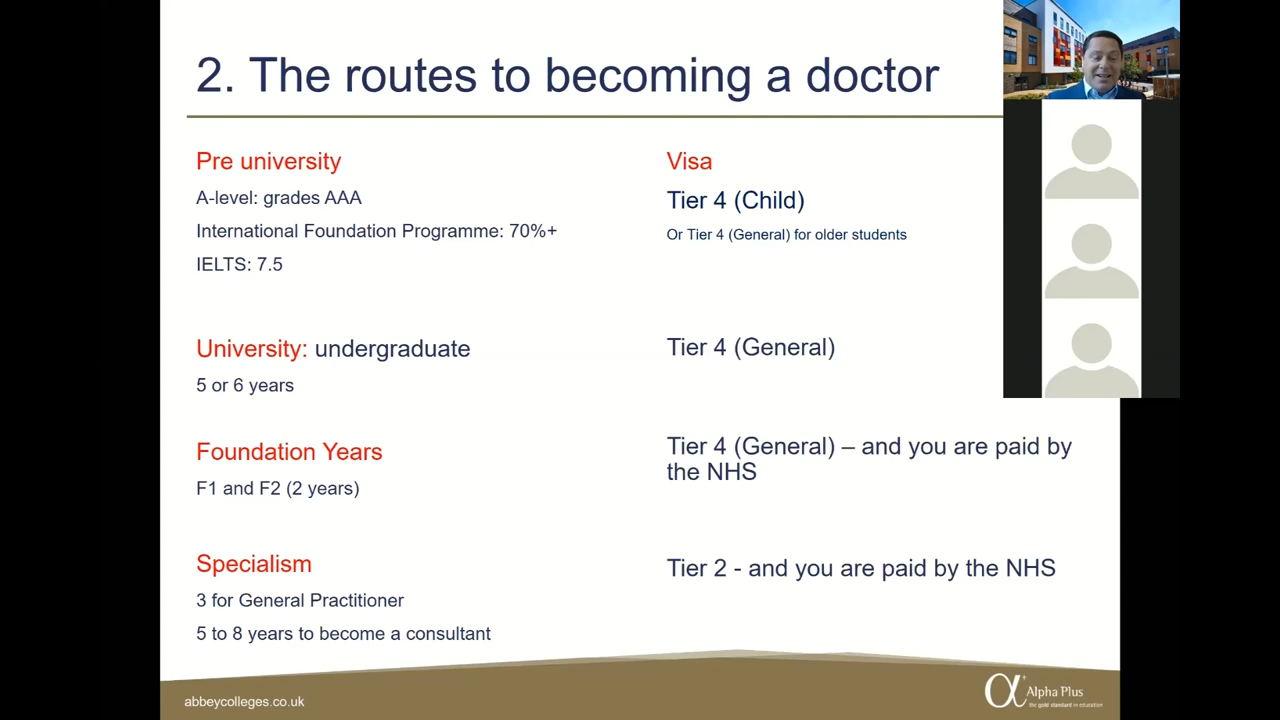 2. The routes to becoming a doctor
Pre university
A-level: grades AAA
International Foundation Programme: 70%+
IELTS: 7.5
Visa
Tier 4 (Child)
Or Tier 4 (General) for older students
University: undergraduate
5 or 6 years
Tier 4 (General)
Foundation Years
F1 and F2 (2 years)
Tier 4 (General) – and you are paid by
the NHS
Specialism
3 for General Practitioner
5 to 8 years to become a consultant
Tier 2 - and you are paid by the NHS
abbeycolleges.co.uk
α+ Alpha Plus
the gold standard in education